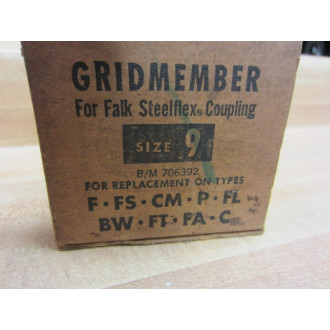 GRIDMEMBER
For Falk Steelflex® Coupling
SIZE 9
B/M 706392
FOR REPLACEMENT ON TYPES
F • FS • CM • P • FL
BW • FT • FA • C